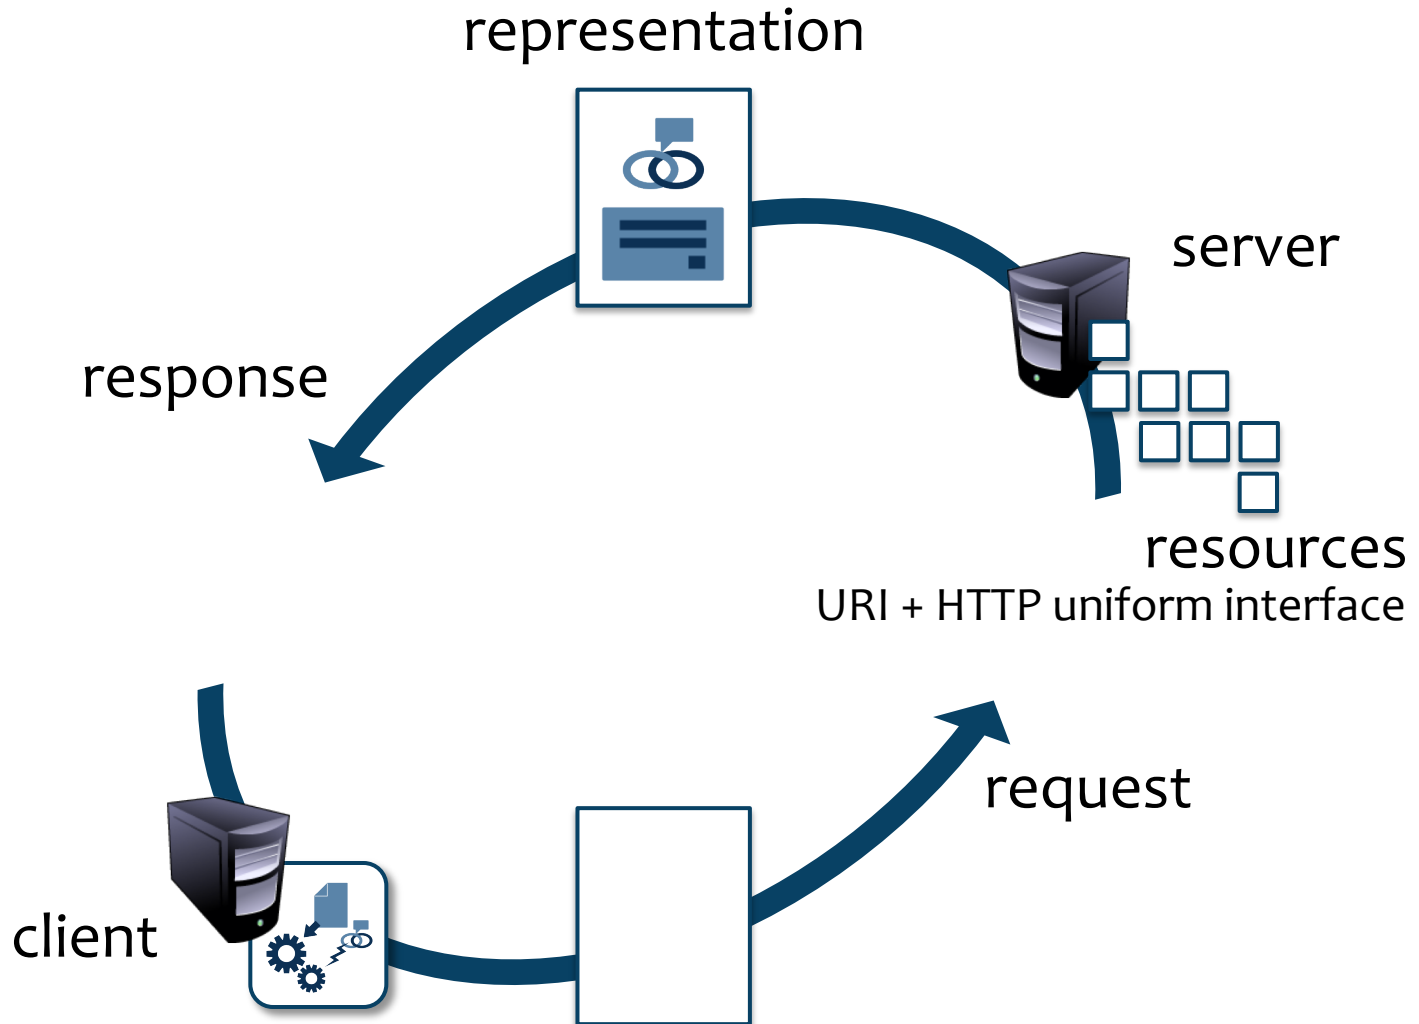 representation
server
response
resources
URI + HTTP uniform interface
request
client